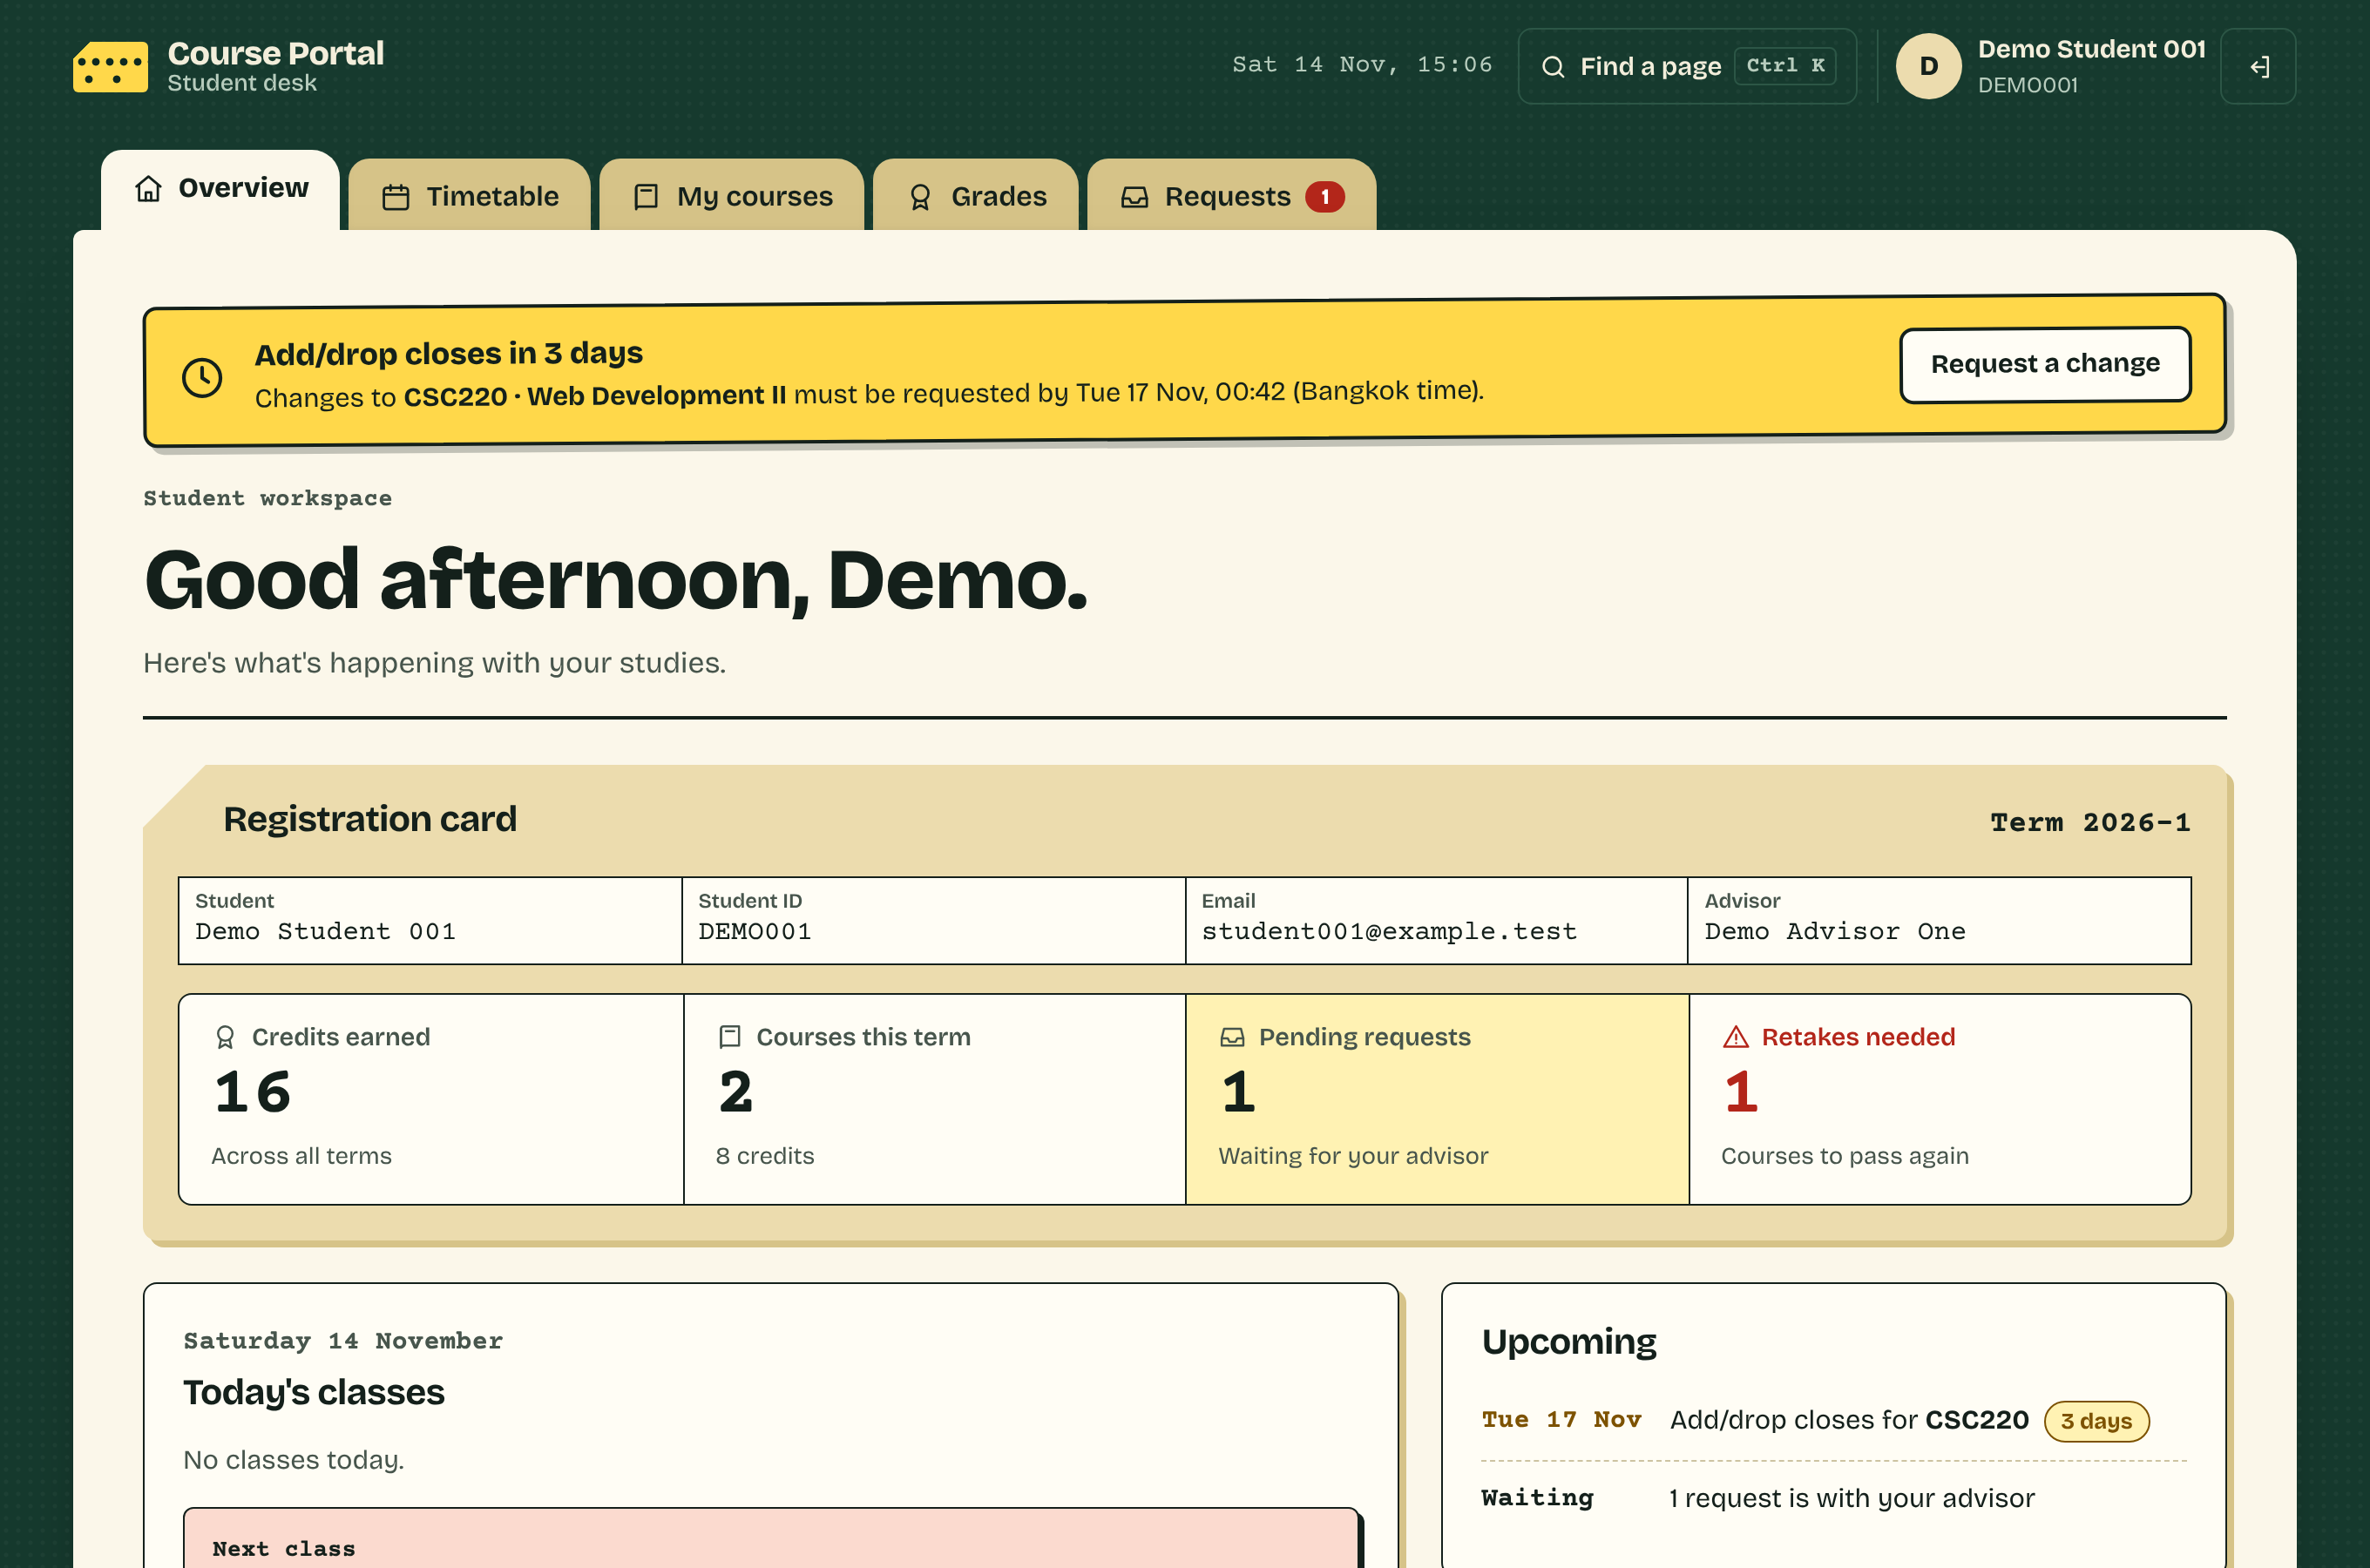 Course Portal
Student desk
Sat 14 Nov, 15:06
Find a page
Ctrl K
D
Demo Student 001
DEMO001
Overview
Timetable
My courses
Grades
Requests
1
Add/drop closes in 3 days
Changes to CSC220 · Web Development II must be requested by Tue 17 Nov, 00:42 (Bangkok time).
Request a change
Student workspace
Good afternoon, Demo.
Here's what's happening with your studies.
Registration card
Term 2026-1
Student
Demo Student 001
Student ID
DEMO001
Email
student001@example.test
Advisor
Demo Advisor One
Credits earned
16
Across all terms
Courses this term
2
8 credits
Pending requests
1
Waiting for your advisor
Retakes needed
1
Courses to pass again
Saturday 14 November
Today's classes
No classes today.
Next class
Upcoming
Tue 17 Nov Add/drop closes for CSC220 3 days
Waiting 1 request is with your advisor